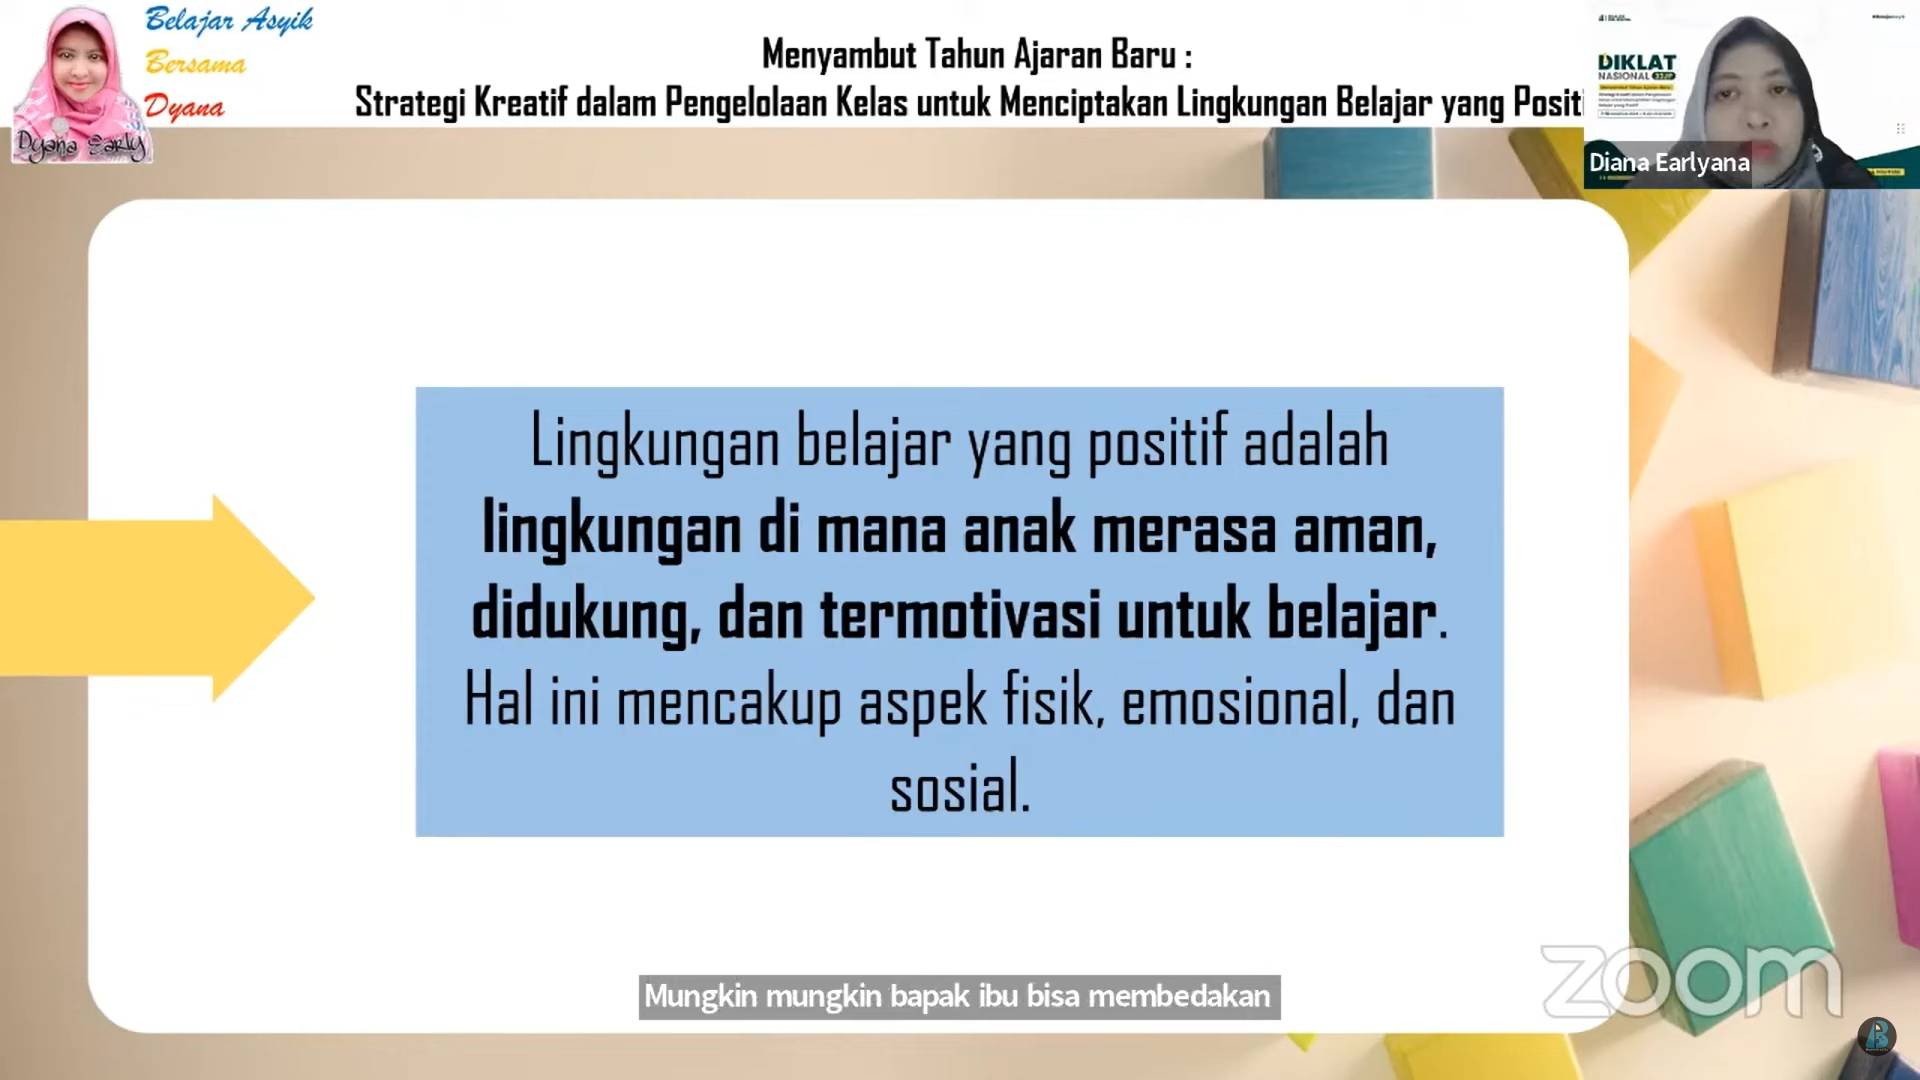 Belajar Asyik
Bersama
Dyana
Dyana Early
Menyambut Tahun Ajaran Baru :
Strategi Kreatif dalam Pengelolaan Kelas untuk Menciptakan Lingkungan Belajar yang Positi
DIKLAT
NASIONAL 32JP
Diana Earlyana
Lingkungan belajar yang positif adalah
lingkungan di mana anak merasa aman,
didukung, dan termotivasi untuk belajar.
Hal ini mencakup aspek fisik, emosional, dan
sosial.
Mungkin mungkin bapak ibu bisa membedakan
zoom